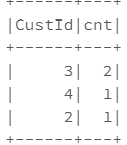 +------+---+
|CustId|cnt|
+------+---+
|     3|  2|
|     4|  1|
|     2|  1|
+------+---+